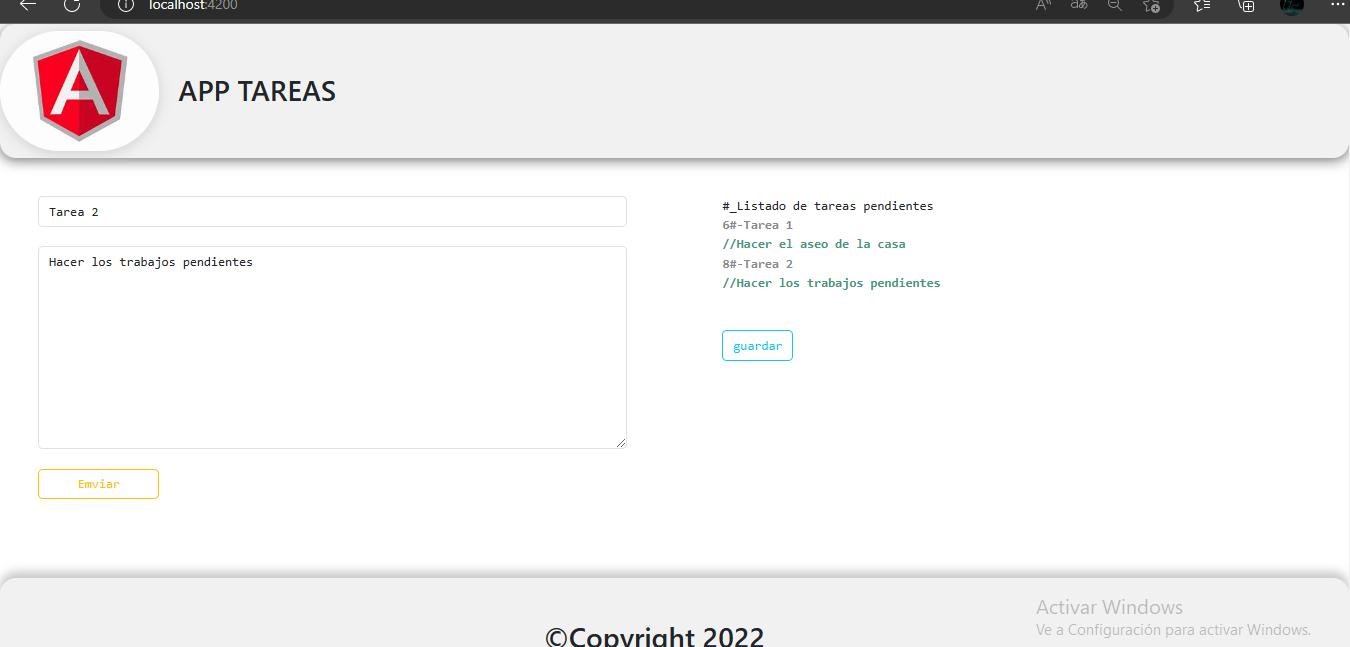 localhost:4200
APP TAREAS
Tarea 2
Hacer los trabajos pendientes
Emviar
#_Listado de tareas pendientes
6#-Tarea 1
//Hacer el aseo de la casa
8#-Tarea 2
//Hacer los trabajos pendientes
guardar
©Copyright 2022
Activar Windows
Ve a Configuración para activar Windows.